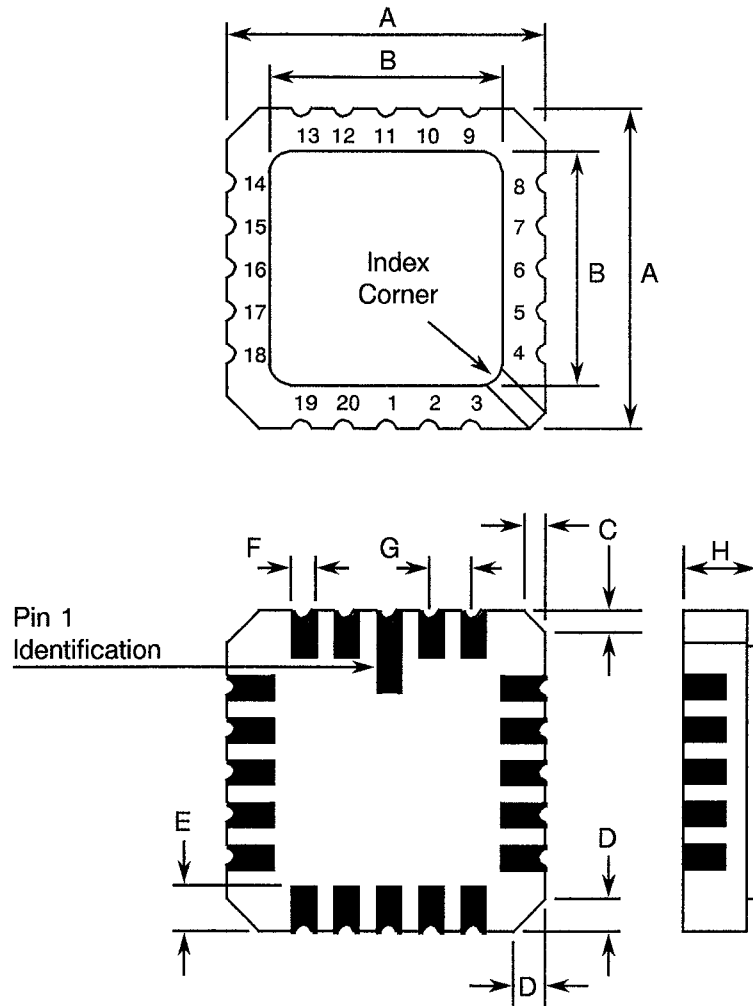 A
B
13 12 11 10 9
14 8
15 7
16 6
17 5
18 4
Index
Corner
B A
19 20 1 2 3
C
F G H
Pin 1
Identification
E D
D